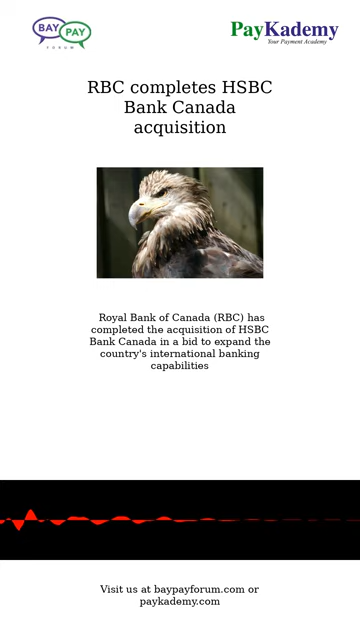 BAY
PAY
FORUM
PayKademy
Your Payment Academy
RBC completes HSBC
Bank Canada
acquisition
Royal Bank of Canada (RBC) has
completed the acquisition of HSBC
Bank Canada in a bid to expand the
country's international banking
capabilities
Visit us at baypayforum.com or
paykademy.com